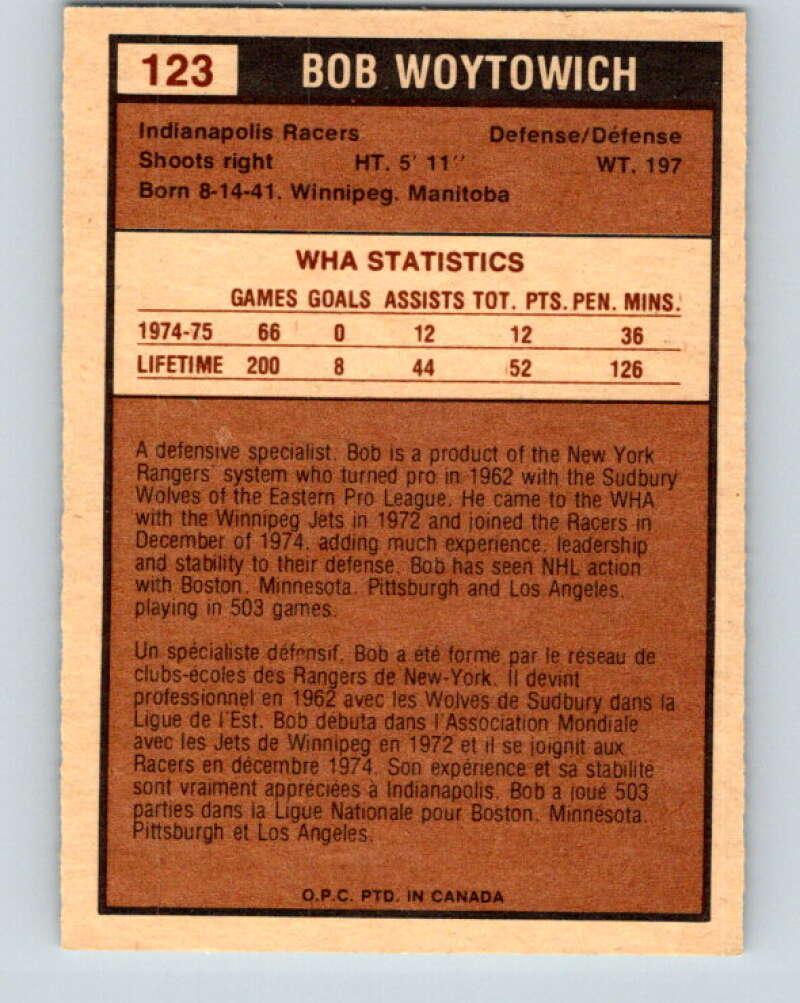 123 BOB WOYTOWICH
Indianapolis Racers Defense/Défense
Shoots right HT. 5' 11" WT. 197
Born 8-14-41. Winnipeg. Manitoba
WHA STATISTICS
GAMES GOALS ASSISTS TOT. PTS. PEN. MINS.
1974-75 66 0 12 12 36
LIFETIME 200 8 44 52 126
A defensive specialist. Bob is a product of the New York
Rangers' system who turned pro in 1962 with the Sudbury
Wolves of the Eastern Pro League. He came to the WHA
with the Winnipeg Jets in 1972 and joined the Racers in
December of 1974. adding much experience. leadership
and stability to their defense. Bob has seen NHL action
with Boston. Minnesota. Pittsburgh and Los Angeles.
playing in 503 games.
Un spécialiste défensif. Bob a été formé par le réseau de
clubs-écoles des Rangers de New-York. Il devint
professionnel en 1962 avec les Wolves de Sudbury dans la
Ligue de l'Est. Bob débuta dans l'Association Mondiale
avec les Jets de Winnipeg en 1972 et il se joignit aux
Racers en décembre 1974. Son expérience et sa stabilité
sont vraiment appréciées à Indianapolis. Bob a joué 503
parties dans la Ligue Nationale pour Boston. Minnesota.
Pittsburgh et Los Angeles.
O.P.C. PTD. IN CANADA